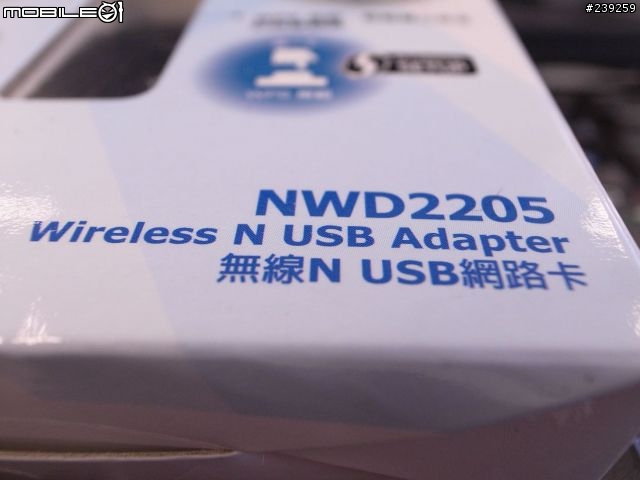 MOBILE01
#239259
NWD2205
Wireless N USB Adapter
無線N USB網路卡